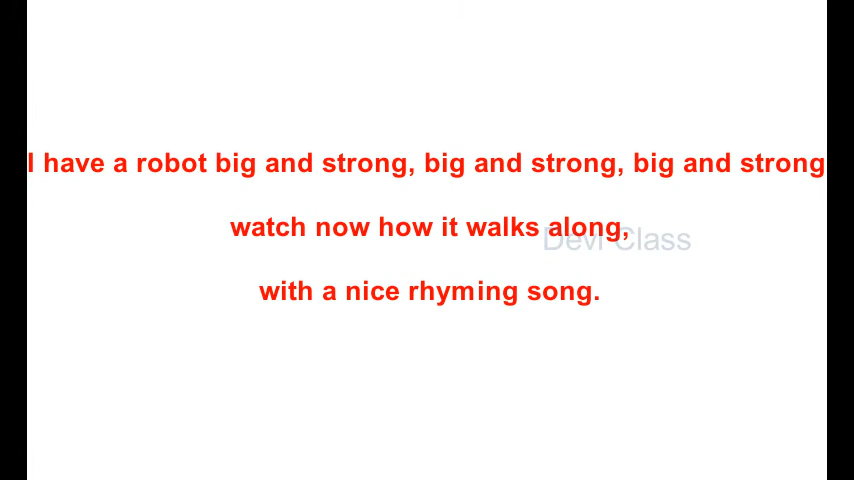 I have a robot big and strong, big and strong, big and strong
watch now how it walks along,
Devi Class
with a nice rhyming song.